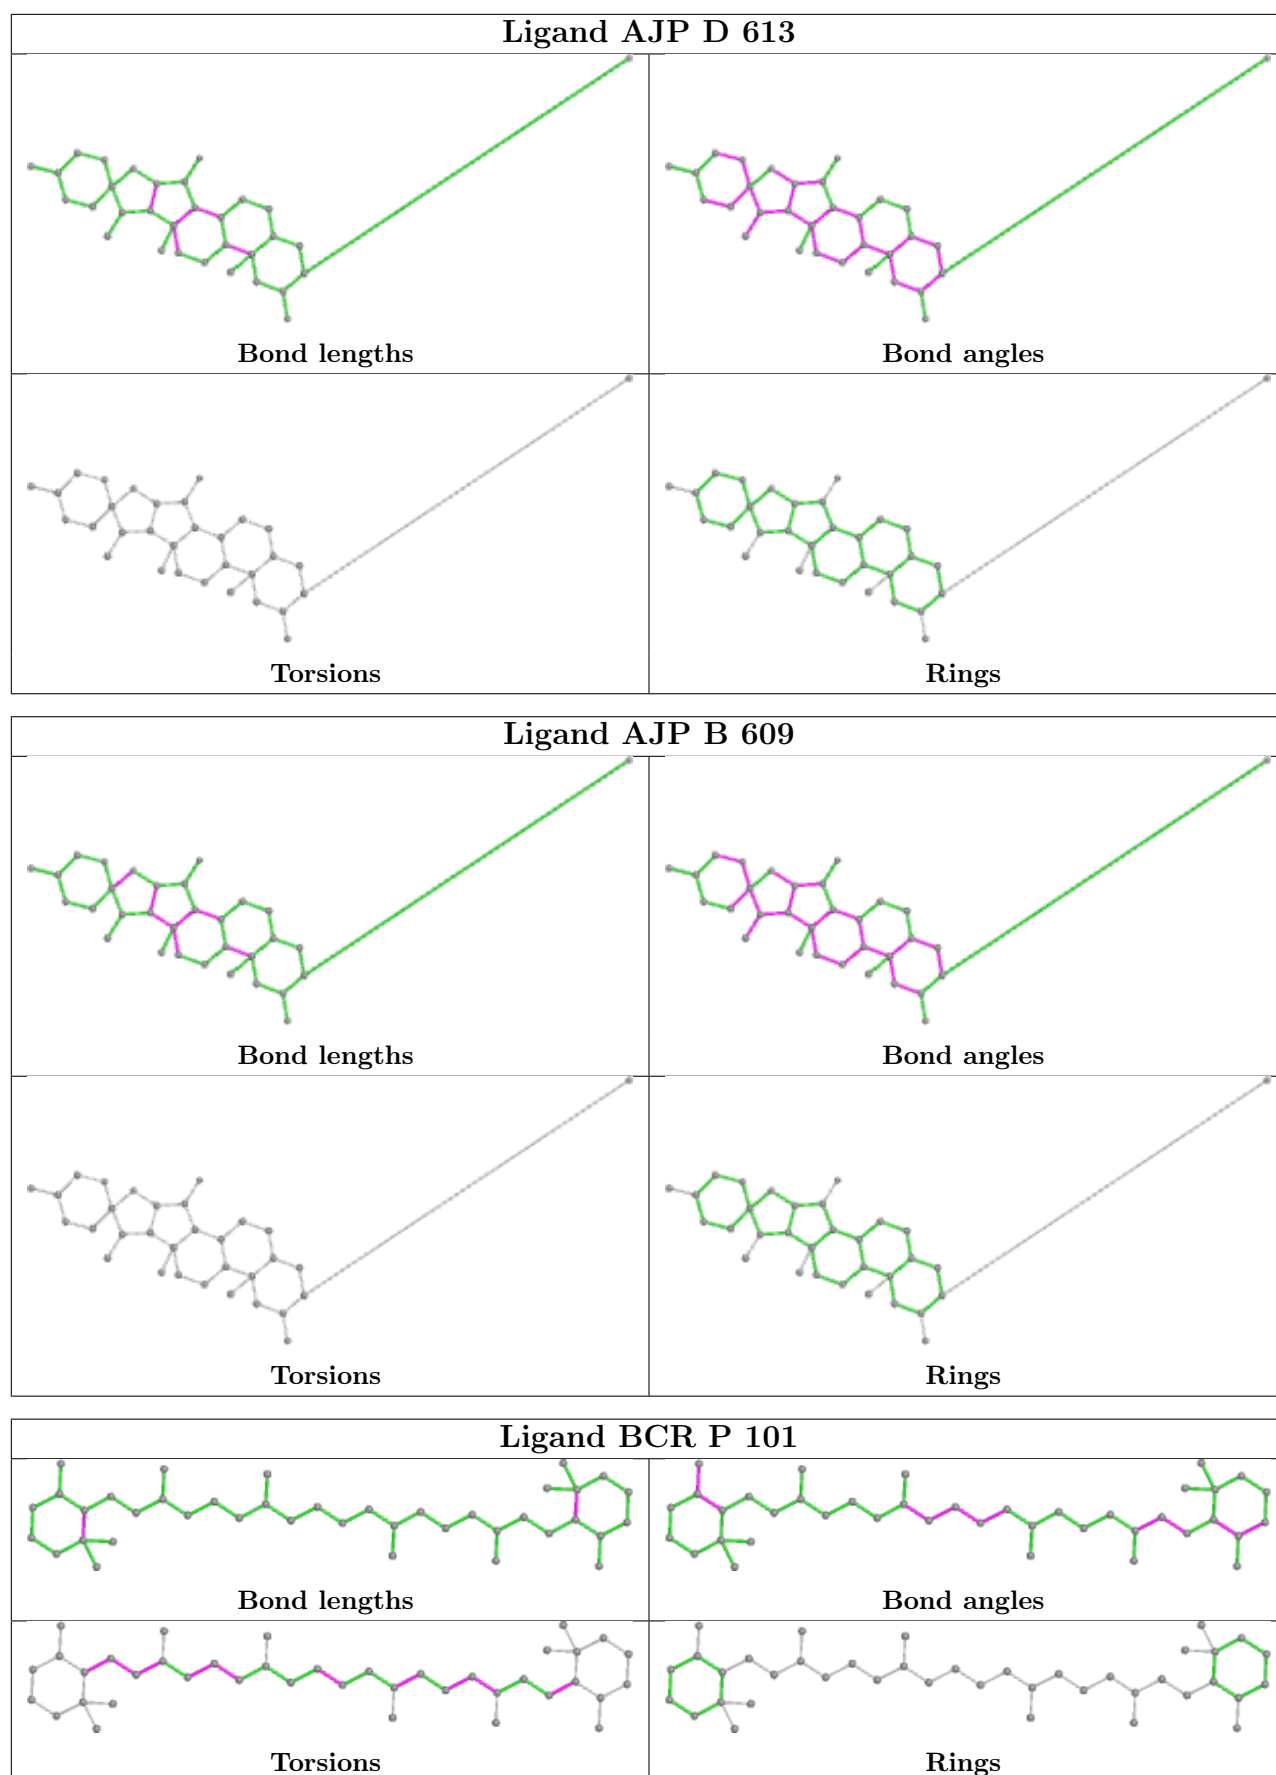 Ligand AJP D 613
Bond lengths
Bond angles
Torsions
Rings
Ligand AJP B 609
Bond lengths
Bond angles
Torsions
Rings
Ligand BCR P 101
Bond lengths
Bond angles
Torsions
Rings